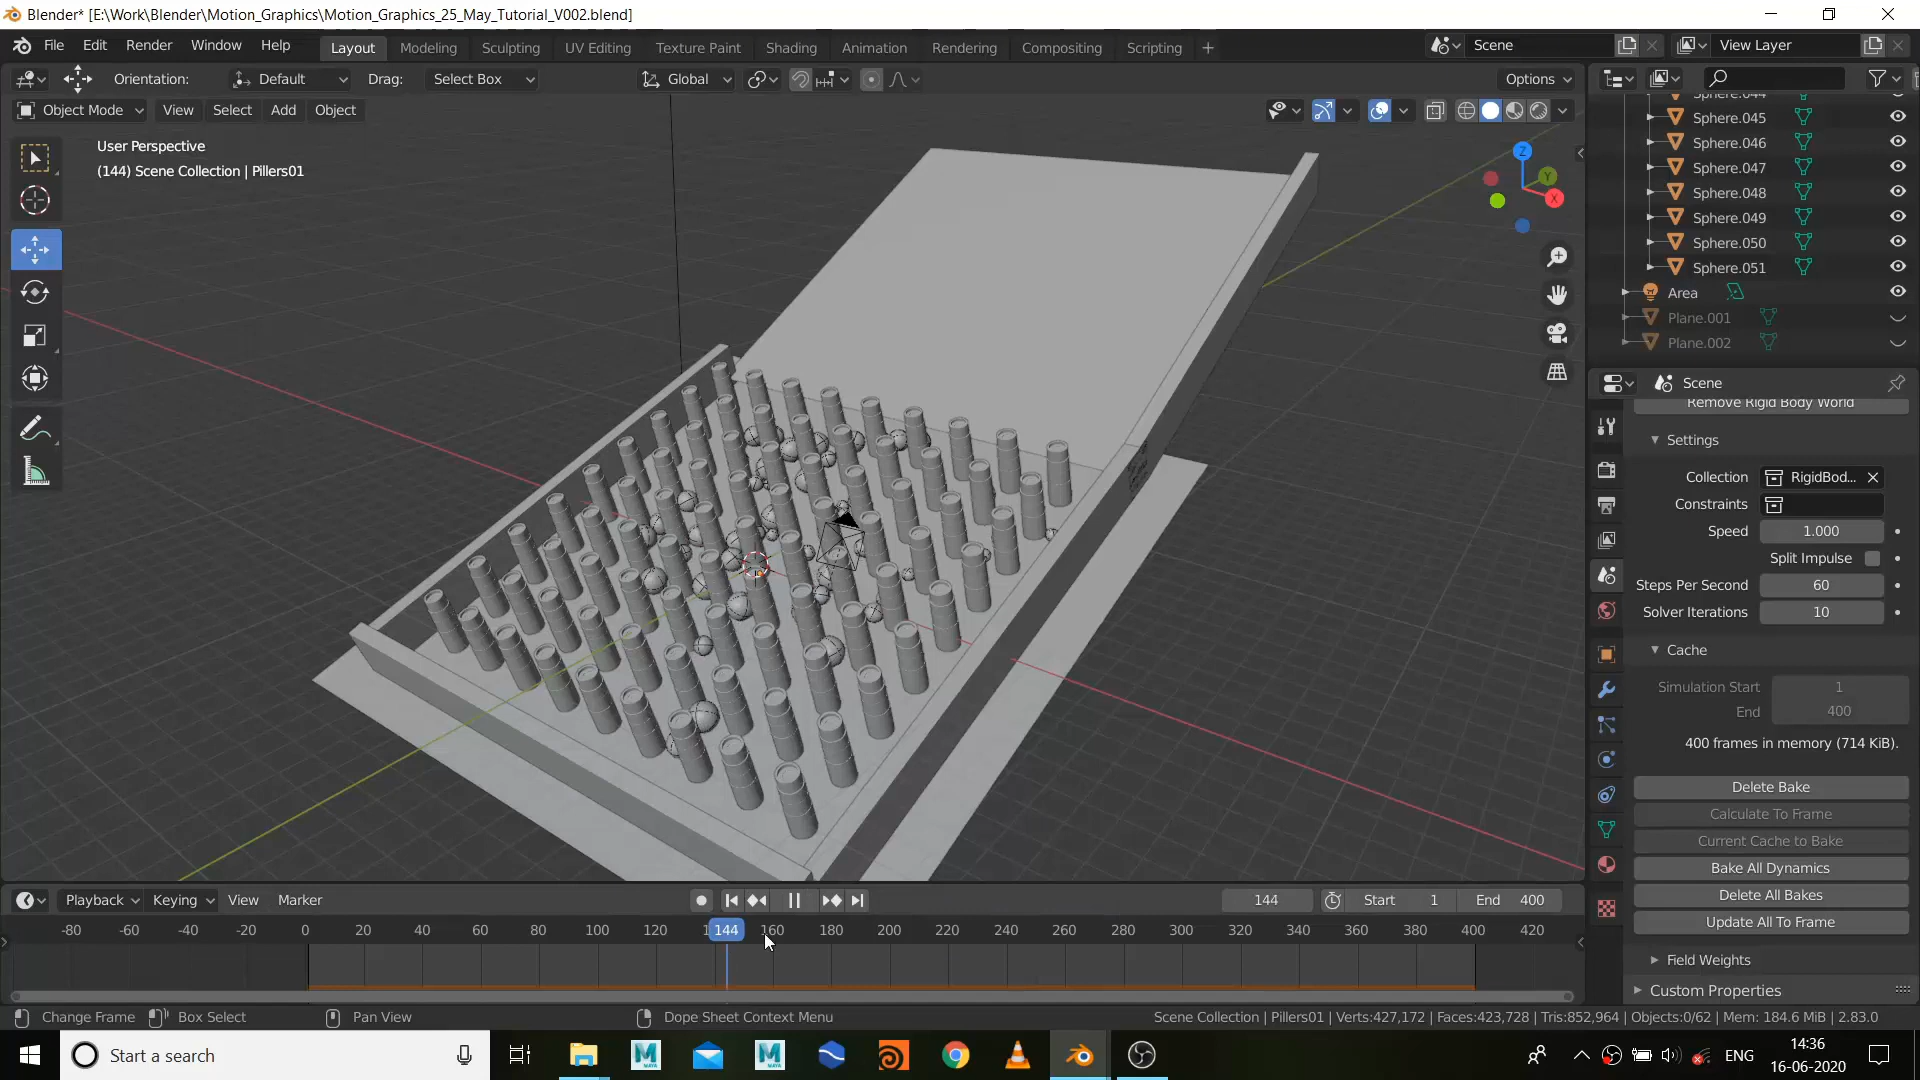 Blender* [E:\Work\Blender\Motion_Graphics\Motion_Graphics_25_May_Tutorial_V002.blend]
File Edit Render Window Help Layout Modeling Sculpting UV Editing Texture Paint Shading Animation Rendering Compositing Scripting + Scene View Layer
Orientation: Default Drag: Select Box Global Options
Object Mode View Select Add Object
User Perspective
(144) Scene Collection | Pillers01
Z
Y
X
Sphere.044
Sphere.045
Sphere.046
Sphere.047
Sphere.048
Sphere.049
Sphere.050
Sphere.051
Area
Plane.001
Plane.002
Scene
Remove Rigid Body World
Settings
Collection RigidBod...
Constraints
Speed 1.000
Split Impulse
Steps Per Second 60
Solver Iterations 10
Cache
Simulation Start 1
End 400
400 frames in memory (714 KiB).
Delete Bake
Calculate To Frame
Current Cache to Bake
Bake All Dynamics
Delete All Bakes
Update All To Frame
Field Weights
Custom Properties
Playback Keying View Marker 144 Start 1 End 400
-80 -60 -40 -20 0 20 40 60 80 100 120 144 160 180 200 220 240 260 280 300 320 340 360 380 400 420
Change Frame Box Select Pan View Dope Sheet Context Menu Scene Collection | Pillers01 | Verts:427,172 | Faces:423,728 | Tris:852,964 | Objects:0/62 | Mem: 184.6 MiB | 2.83.0
Start a search
ENG
14:36
16-06-2020